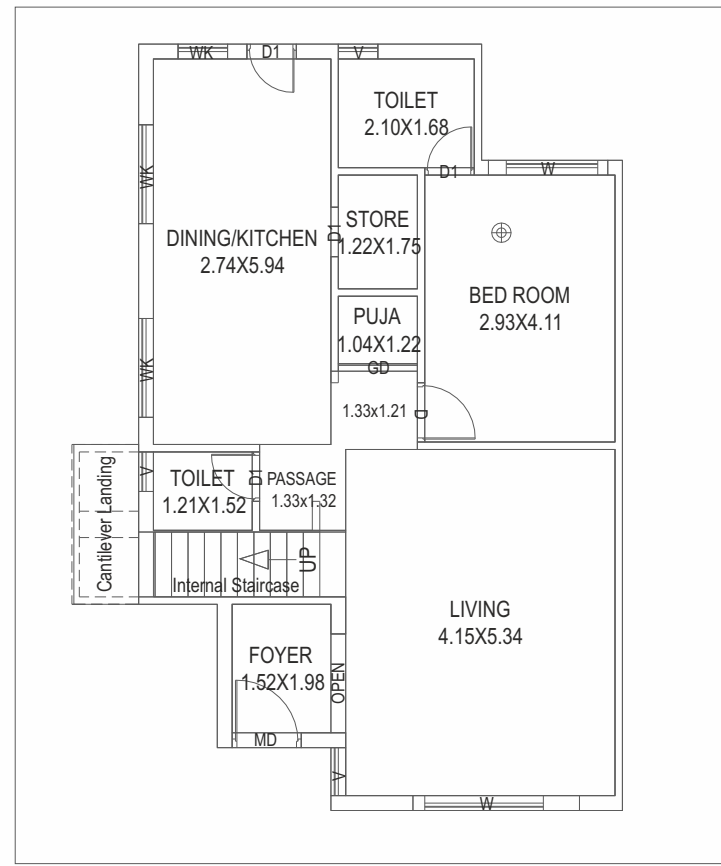 WK
D1
V
TOILET
2.10X1.68
D1
W
WK
STORE
1.22X1.75
D1
DINING/KITCHEN
2.74X5.94
BED ROOM
2.93X4.11
PUJA
1.04X1.22
GD
WK
1.33x1.21
D
V
TOILET
1.21X1.52
D1
PASSAGE
1.33x1.32
Cantilever Landing
UP
Internal Staircase
LIVING
4.15X5.34
FOYER
1.52X1.98
OPEN
MD
V
W